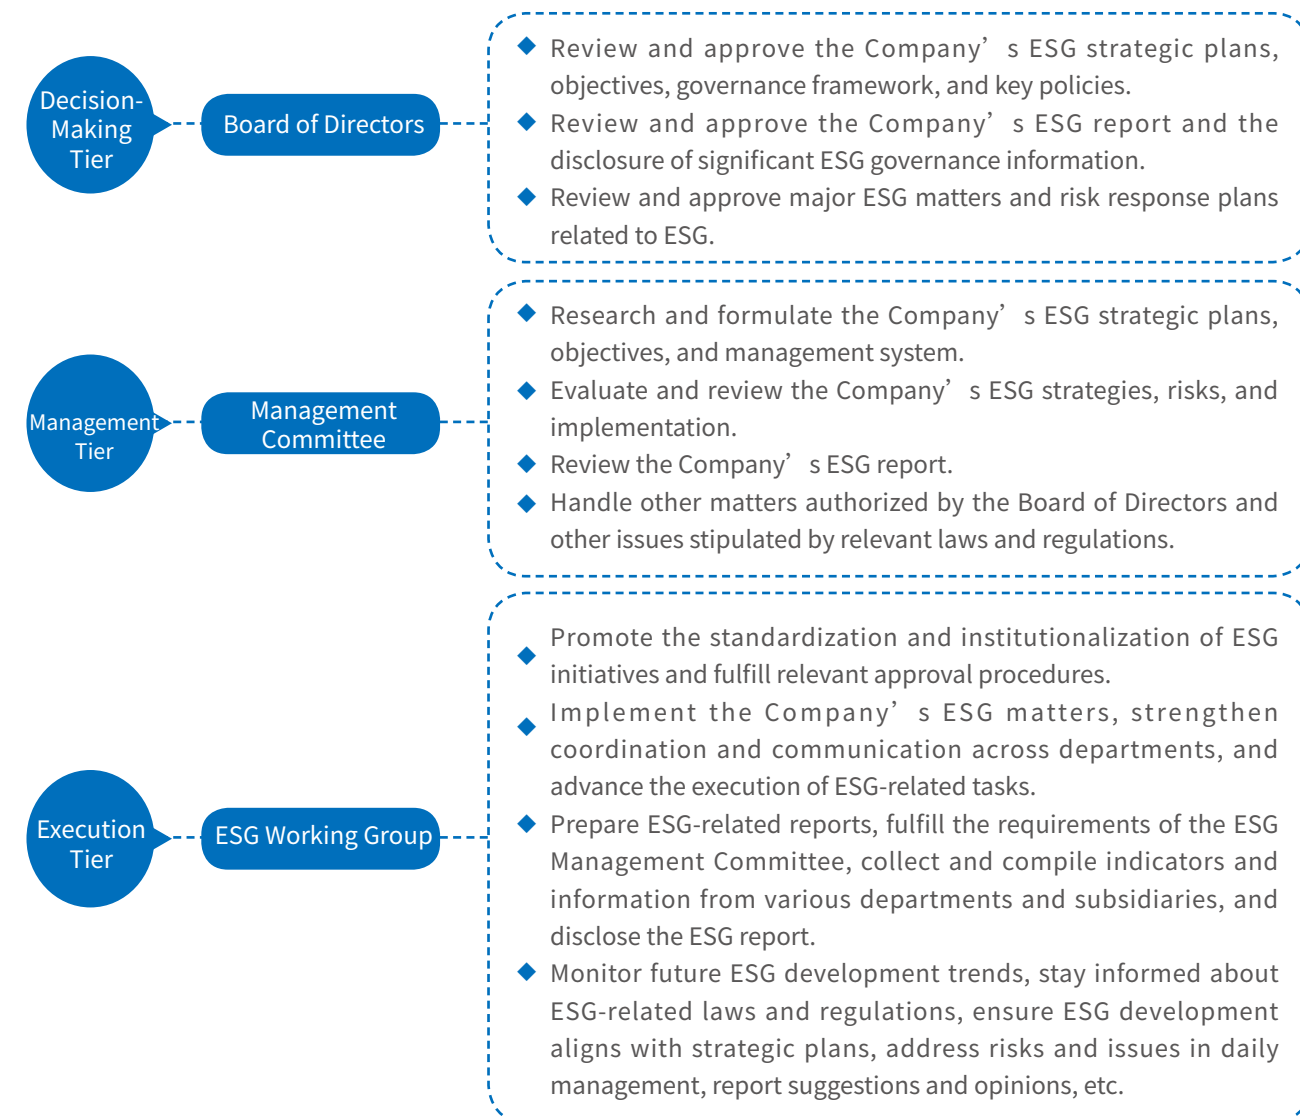 Decision-
Making
Tier
Board of Directors
Review and approve the Company’s ESG strategic plans,
objectives, governance framework, and key policies.
Review and approve the Company’s ESG report and the
disclosure of significant ESG governance information.
Review and approve major ESG matters and risk response plans
related to ESG.
Management
Tier
Management
Committee
Research and formulate the Company’s ESG strategic plans,
objectives, and management system.
Evaluate and review the Company’s ESG strategies, risks, and
implementation.
Review the Company’s ESG report.
Handle other matters authorized by the Board of Directors and
other issues stipulated by relevant laws and regulations.
Execution
Tier
ESG Working Group
Promote the standardization and institutionalization of ESG
initiatives and fulfill relevant approval procedures.
Implement the Company’s ESG matters, strengthen
coordination and communication across departments, and
advance the execution of ESG-related tasks.
Prepare ESG-related reports, fulfill the requirements of the ESG
Management Committee, collect and compile indicators and
information from various departments and subsidiaries, and
disclose the ESG report.
Monitor future ESG development trends, stay informed about
ESG-related laws and regulations, ensure ESG development
aligns with strategic plans, address risks and issues in daily
management, report suggestions and opinions, etc.